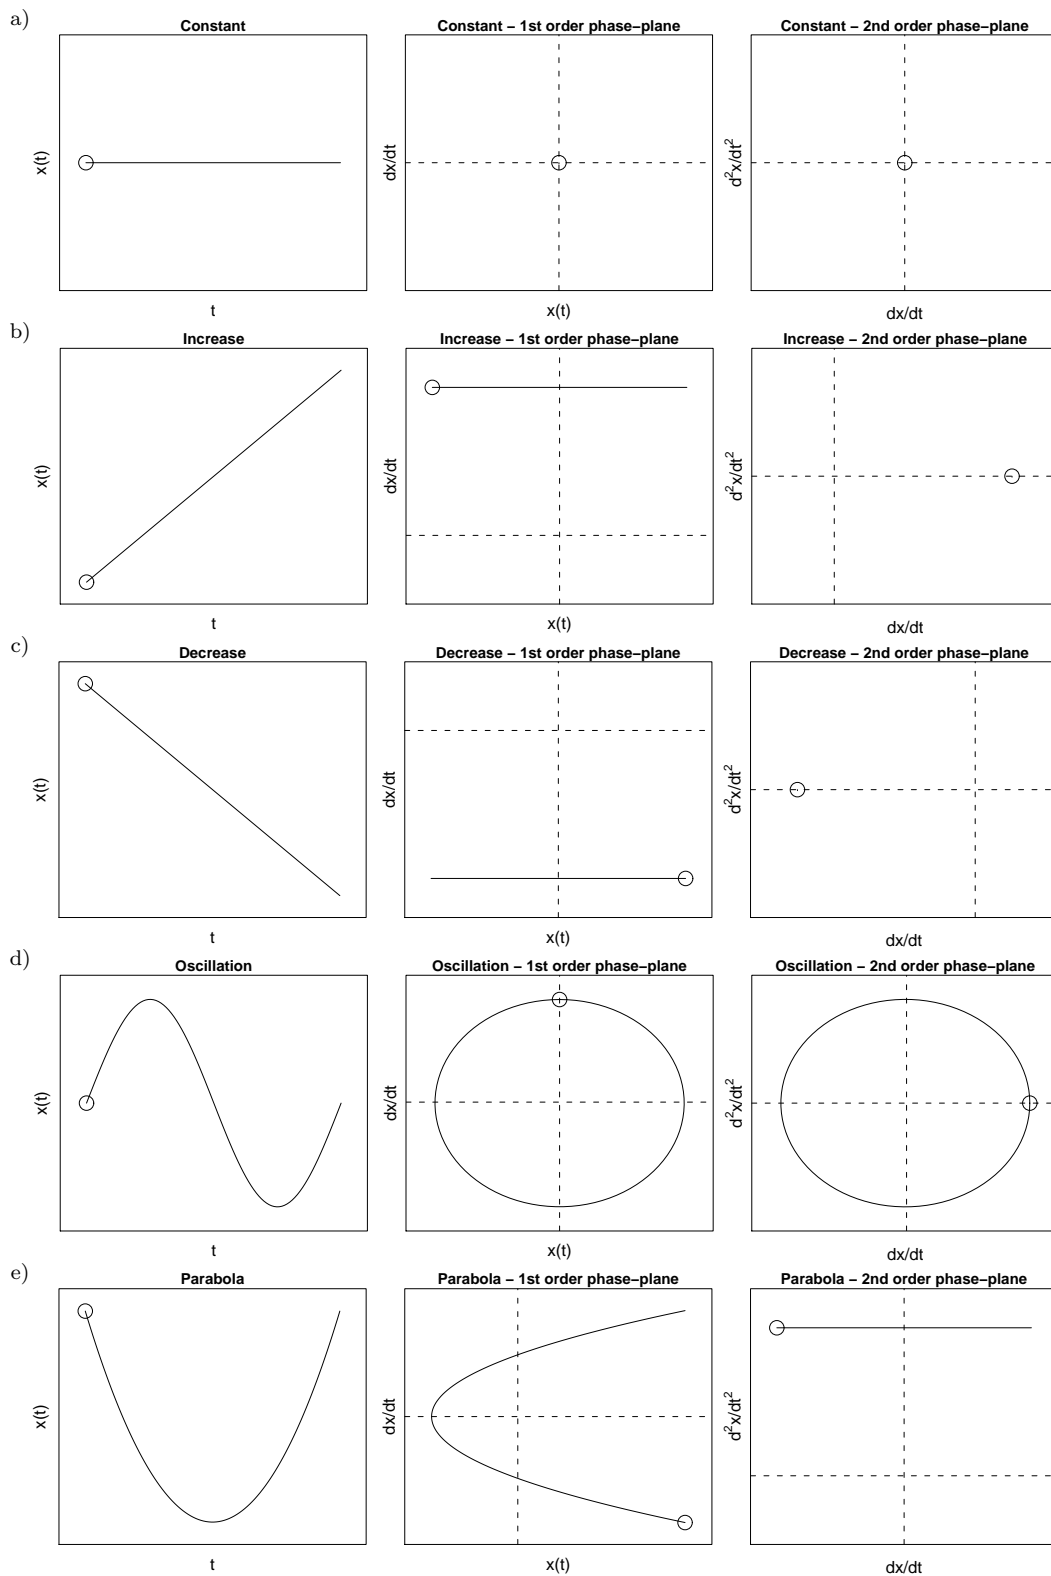 a)
Constant
Constant – 1st order phase–plane
Constant – 2nd order phase–plane
x(t)
dx/dt
d²x/dt²
t
x(t)
dx/dt
b)
Increase
Increase – 1st order phase–plane
Increase – 2nd order phase–plane
x(t)
dx/dt
d²x/dt²
t
x(t)
dx/dt
c)
Decrease
Decrease – 1st order phase–plane
Decrease – 2nd order phase–plane
x(t)
dx/dt
d²x/dt²
t
x(t)
dx/dt
d)
Oscillation
Oscillation – 1st order phase–plane
Oscillation – 2nd order phase–plane
x(t)
dx/dt
d²x/dt²
t
x(t)
dx/dt
e)
Parabola
Parabola – 1st order phase–plane
Parabola – 2nd order phase–plane
x(t)
dx/dt
d²x/dt²
t
x(t)
dx/dt